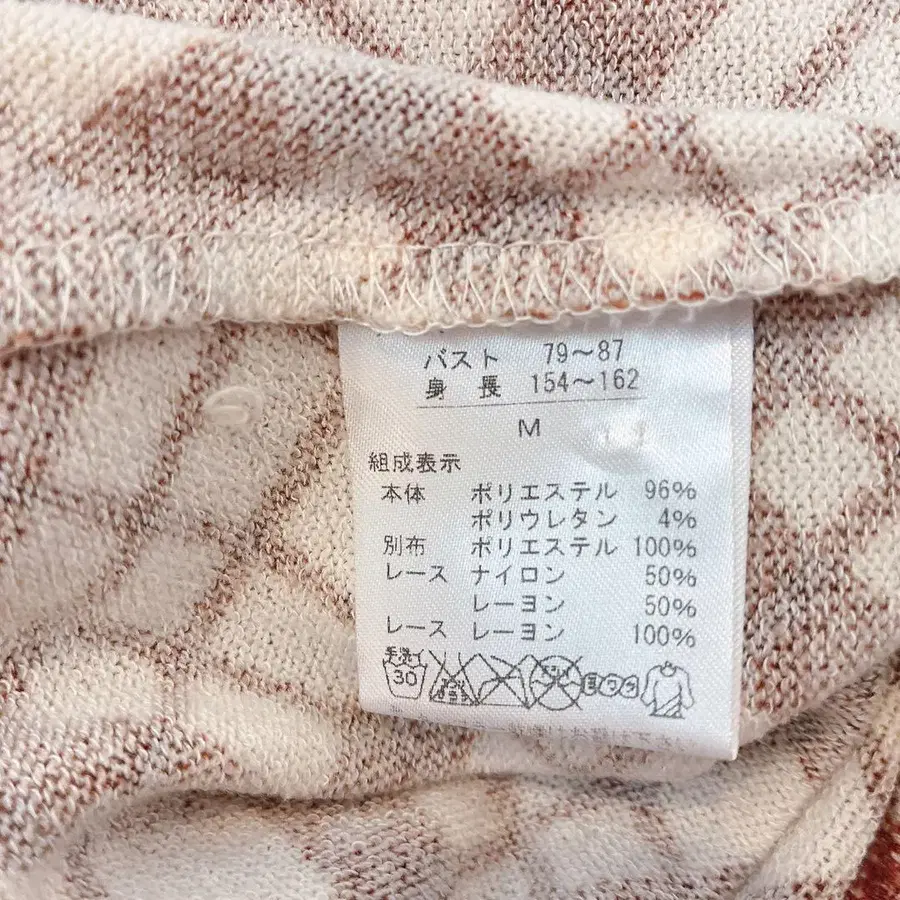 バスト 79～87
身長 154～162
M
組成表示
本体 ポリエステル 96%
ポリウレタン 4%
別布 ポリエステル 100%
レース ナイロン 50%
レーヨン 50%
レース レーヨン 100%
手洗イ
30